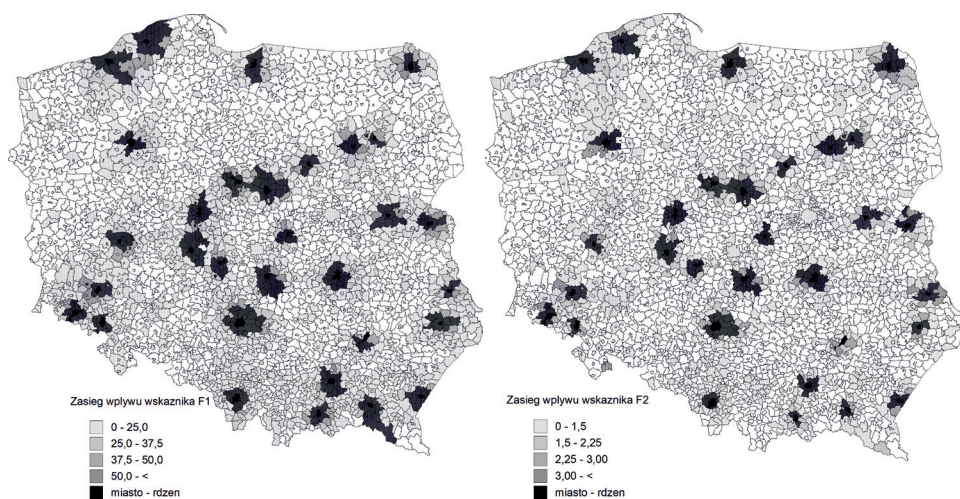 Zasieg wplywu wskaznika F1
0 - 25,0
25,0 - 37,5
37,5 - 50,0
50,0 - <
miasto - rdzen
Zasieg wplywu wskaznika F2
0 - 1,5
1,5 - 2,25
2,25 - 3,00
3,00 - <
miasto - rdzen